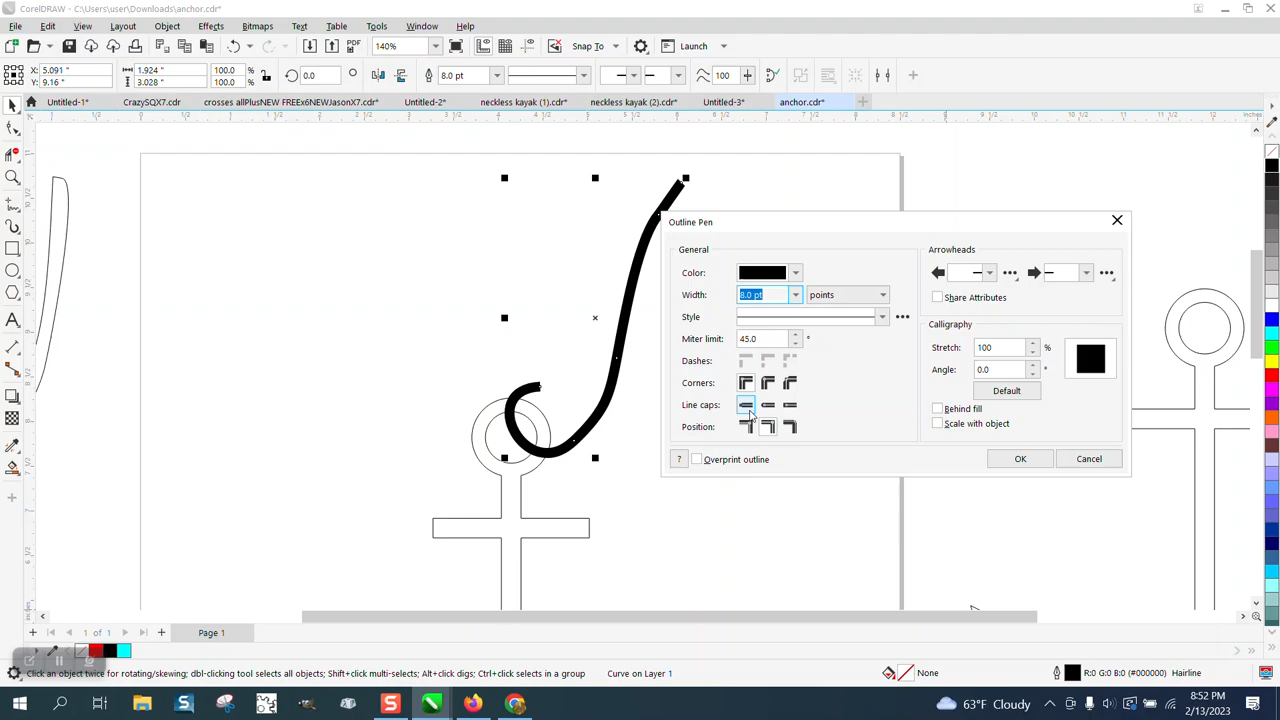 CorelDRAW - C:\Users\user\Downloads\anchor.cdr*
File Edit View Layout Object Effects Bitmaps Text Table Tools Window Help
PDF 140% Snap To Launch
X: 5.091 " 1.924 " 100.0 % 0.0 ° 8.0 pt 100
Y: 9.16 " 3.028 " 100.0 %
Untitled-1* CrazySQX7.cdr crosses allPlusNEW FREEx6NEWJasonX7.cdr* Untitled-2* neckless kayak (1).cdr* neckless kayak (2).cdr* Untitled-3* anchor.cdr*
inches
Outline Pen
General
Color:
Width: 8.0 pt points
Style
Miter limit: 45.0 °
Dashes:
Corners:
Line caps:
Position:
? Overprint outline
Arrowheads
Share Attributes
Calligraphy
Stretch: 100 %
Angle: 0.0 °
Default
Behind fill
Scale with object
OK Cancel
1 of 1 Page 1
Click an object twice for rotating/skewing; dbl-clicking tool selects all objects; Shift+click multi-selects; Alt+click digs; Ctrl+click selects in a group Curve on Layer 1 None R:0 G:0 B:0 (#000000) Hairline
63°F Cloudy
8:52 PM
2/13/2023